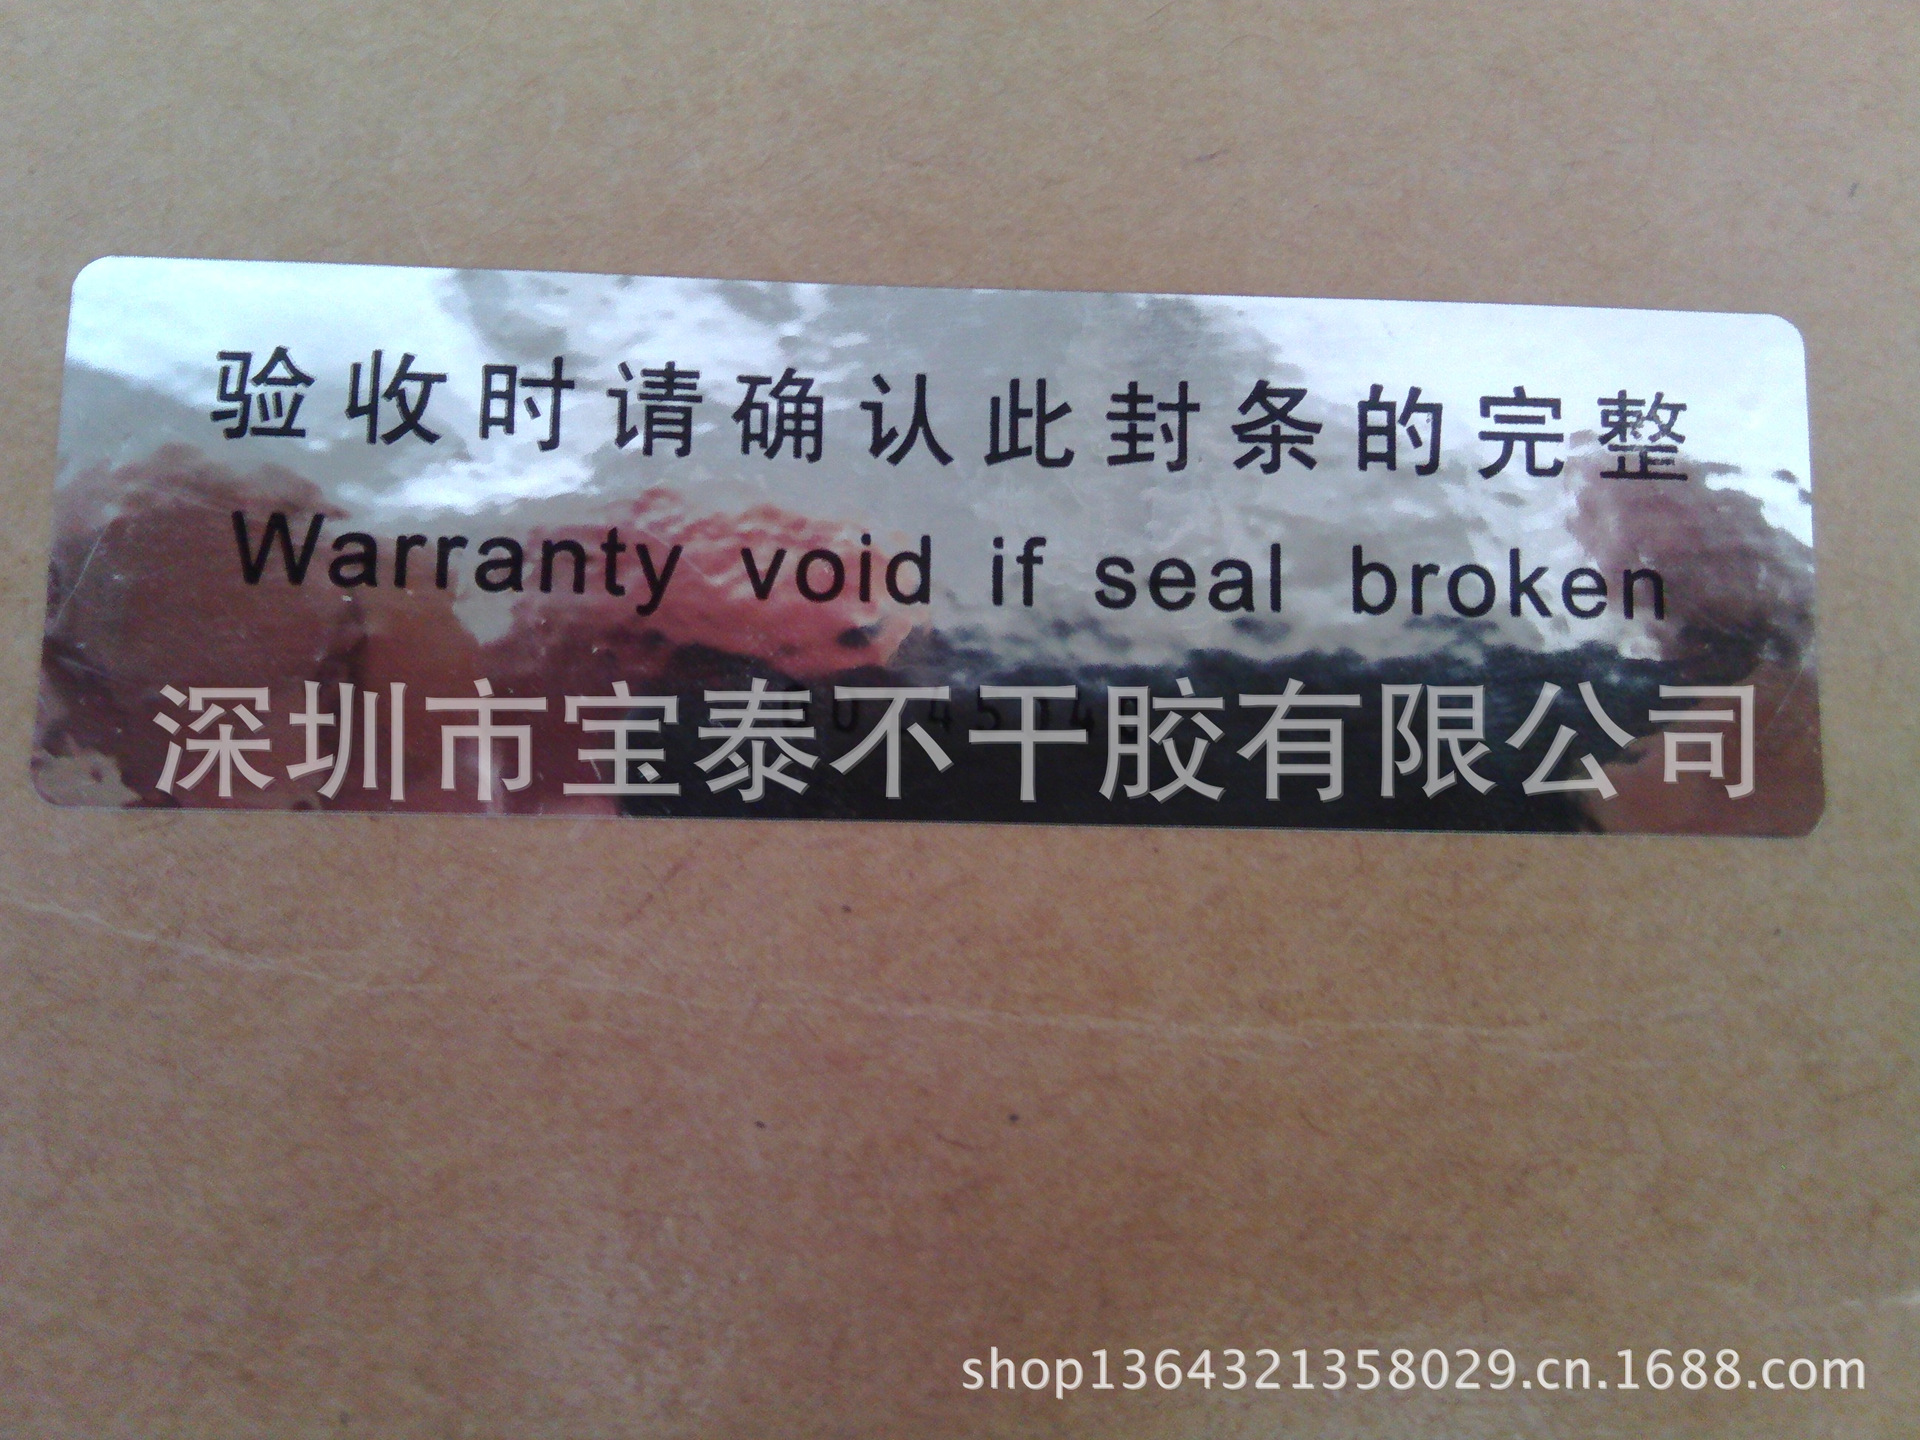 验收时请确认此封条的完整
Warranty void if seal broken
深圳市宝泰不干胶有限公司
shop1364321358029.cn.1688.com